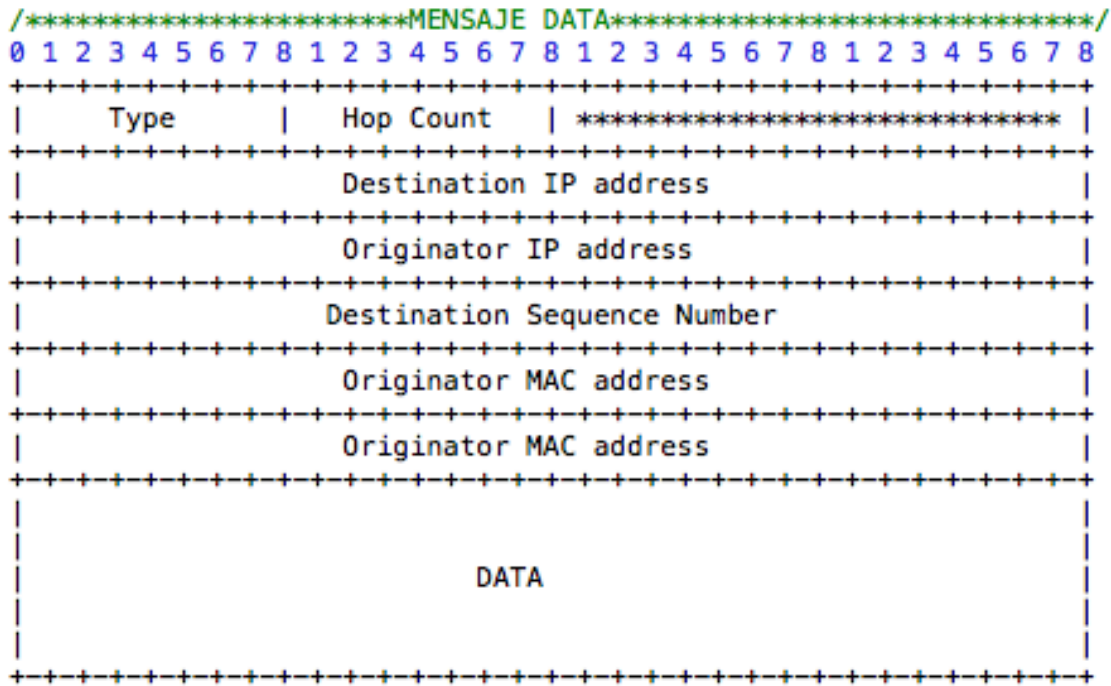 /***********************MENSAJE DATA*****************************/
0 1 2 3 4 5 6 7 8 1 2 3 4 5 6 7 8 1 2 3 4 5 6 7 8 1 2 3 4 5 6 7 8
+-+-+-+-+-+-+-+-+-+-+-+-+-+-+-+-+-+-+-+-+-+-+-+-+-+-+-+-+-+-+-+-+
|     Type      |   Hop Count   | ***************************** |
+-+-+-+-+-+-+-+-+-+-+-+-+-+-+-+-+-+-+-+-+-+-+-+-+-+-+-+-+-+-+-+-+
|                   Destination IP address                      |
+-+-+-+-+-+-+-+-+-+-+-+-+-+-+-+-+-+-+-+-+-+-+-+-+-+-+-+-+-+-+-+-+
|                   Originator IP address                       |
+-+-+-+-+-+-+-+-+-+-+-+-+-+-+-+-+-+-+-+-+-+-+-+-+-+-+-+-+-+-+-+-+
|                  Destination Sequence Number                  |
+-+-+-+-+-+-+-+-+-+-+-+-+-+-+-+-+-+-+-+-+-+-+-+-+-+-+-+-+-+-+-+-+
|                   Originator MAC address                      |
+-+-+-+-+-+-+-+-+-+-+-+-+-+-+-+-+-+-+-+-+-+-+-+-+-+-+-+-+-+-+-+-+
|                   Originator MAC address                      |
+-+-+-+-+-+-+-+-+-+-+-+-+-+-+-+-+-+-+-+-+-+-+-+-+-+-+-+-+-+-+-+-+
|                                                               |
|                                                               |
|                           DATA                                |
|                                                               |
|                                                               |
+-+-+-+-+-+-+-+-+-+-+-+-+-+-+-+-+-+-+-+-+-+-+-+-+-+-+-+-+-+-+-+-+